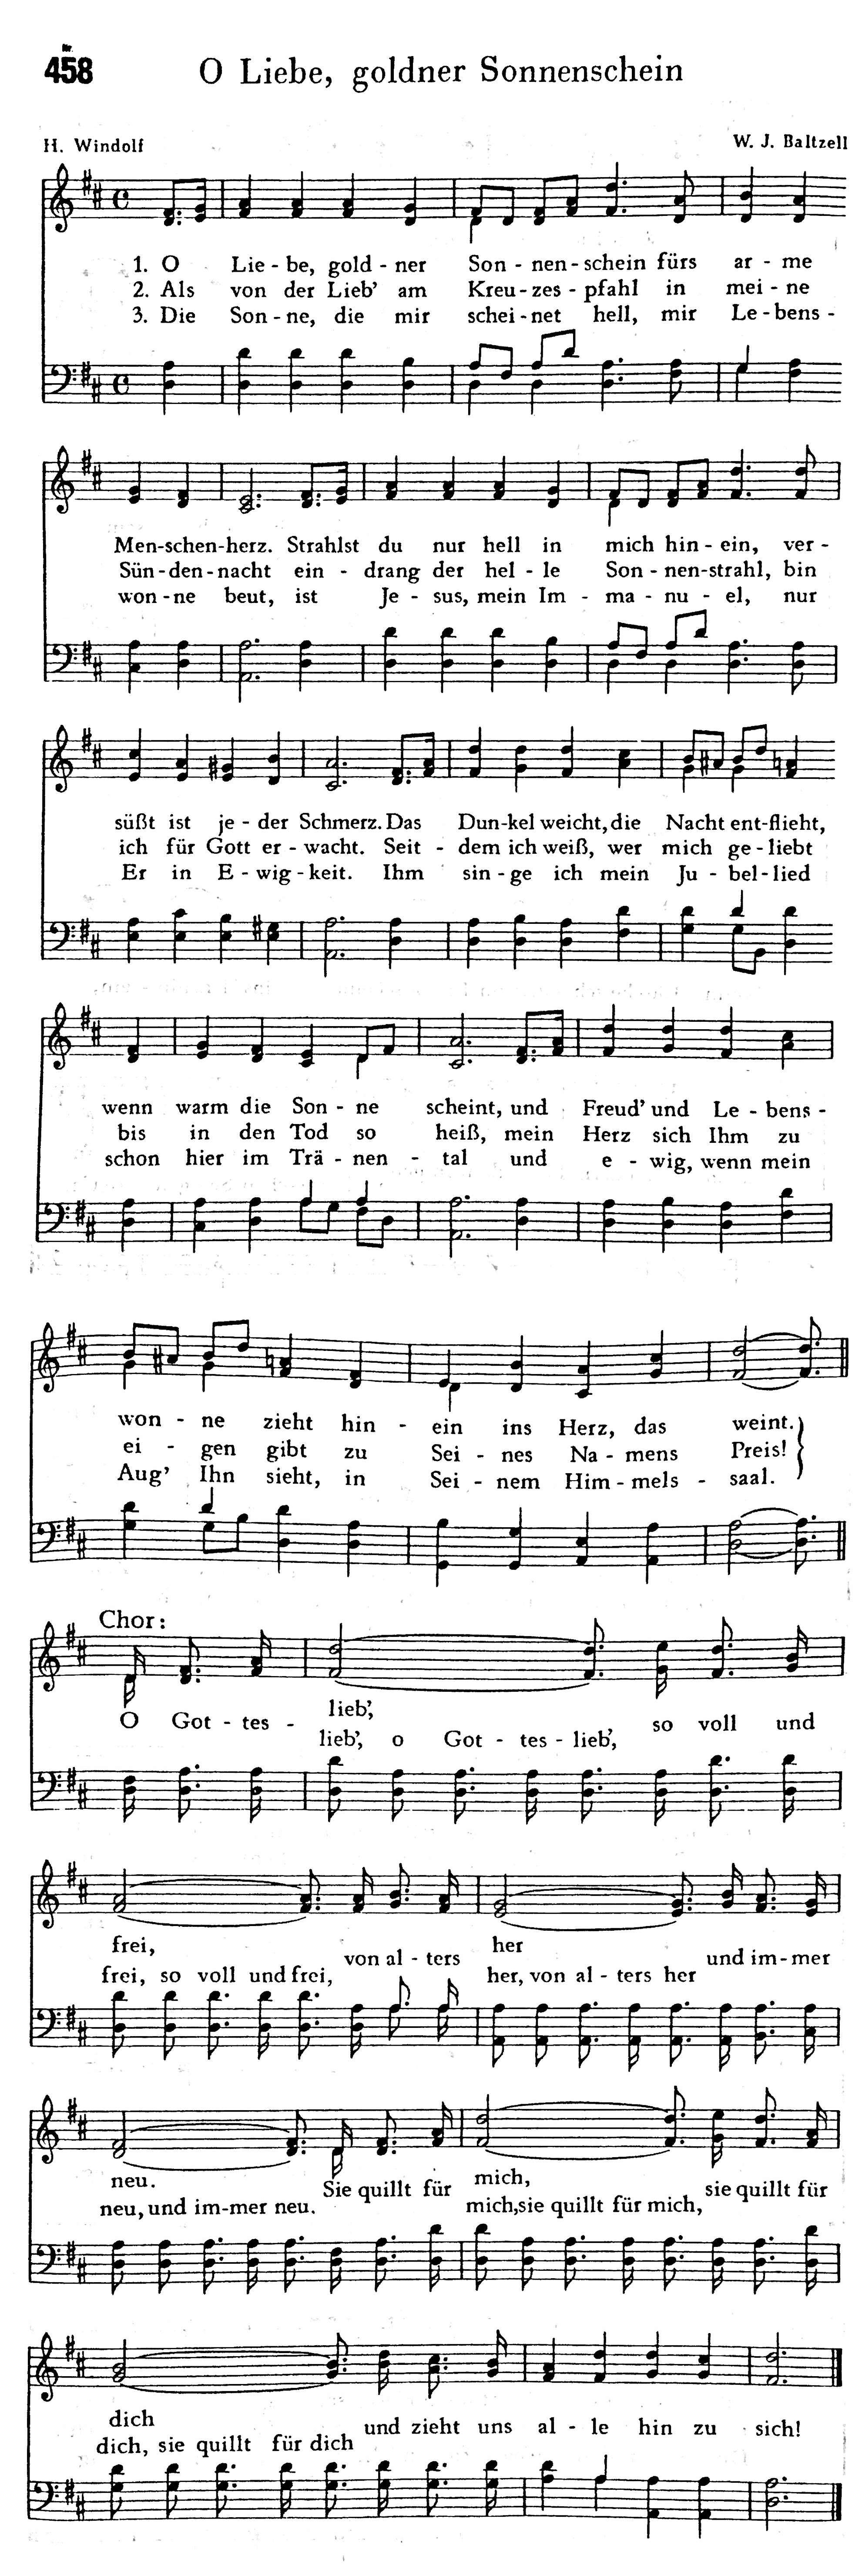 Nr.
458 O Liebe, goldner Sonnenschein
H. Windolf W. J. Baltzell
1. O Lie - be, gold - ner Son - nen - schein fürs ar - me
2. Als von der Lieb' am Kreu - zes - pfahl in mei - ne
3. Die Son - ne, die mir schei - net hell, mir Le - bens -
Men - schen - herz. Strahlst du nur hell in mich hin - ein, ver -
Sün - den - nacht ein - drang der hel - le Son - nen - strahl, bin
won - ne beut, ist Je - sus, mein Im - ma - nu - el, nur
süßt ist je - der Schmerz. Das Dun - kel weicht, die Nacht ent - flieht,
ich für Gott er - wacht. Seit - dem ich weiß, wer mich ge - liebt
Er in E - wig - keit. Ihm sin - ge ich mein Ju - bel - lied
wenn warm die Son - ne scheint, und Freud' und Le - bens -
bis in den Tod so heiß, mein Herz sich Ihm zu
schon hier im Trä - nen - tal und e - wig, wenn mein
won - ne zieht hin - ein ins Herz, das weint.
ei - gen gibt zu Sei - nes Na - mens Preis!
Aug' Ihn sieht, in Sei - nem Him - mels - saal.
Chor:
O Got - tes - lieb', so voll und
lieb', o Got - tes - lieb',
frei, von al - ters her und im - mer
frei, so voll und frei, her, von al - ters her
neu. Sie quillt für mich, sie quillt für
neu, und im - mer neu. mich, sie quillt für mich,
dich und zieht uns al - le hin zu sich!
dich, sie quillt für dich